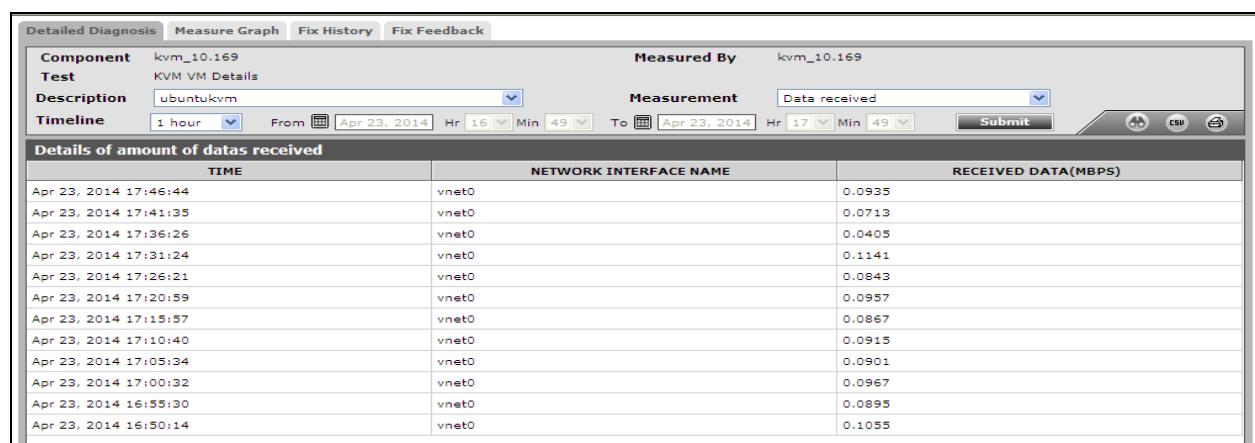 Detailed Diagnosis Measure Graph Fix History Fix Feedback
Component kvm_10.169 Measured By kvm_10.169
Test KVM VM Details
Description ubuntukvm Measurement Data received
Timeline 1 hour From Apr 23, 2014 Hr 16 Min 49 To Apr 23, 2014 Hr 17 Min 49 Submit CSV
Details of amount of datas received
TIME NETWORK INTERFACE NAME RECEIVED DATA(MBPS)
Apr 23, 2014 17:46:44 vnet0 0.0935
Apr 23, 2014 17:41:35 vnet0 0.0713
Apr 23, 2014 17:36:26 vnet0 0.0405
Apr 23, 2014 17:31:24 vnet0 0.1141
Apr 23, 2014 17:26:21 vnet0 0.0843
Apr 23, 2014 17:20:59 vnet0 0.0957
Apr 23, 2014 17:15:57 vnet0 0.0867
Apr 23, 2014 17:10:40 vnet0 0.0915
Apr 23, 2014 17:05:34 vnet0 0.0901
Apr 23, 2014 17:00:32 vnet0 0.0967
Apr 23, 2014 16:55:30 vnet0 0.0895
Apr 23, 2014 16:50:14 vnet0 0.1055